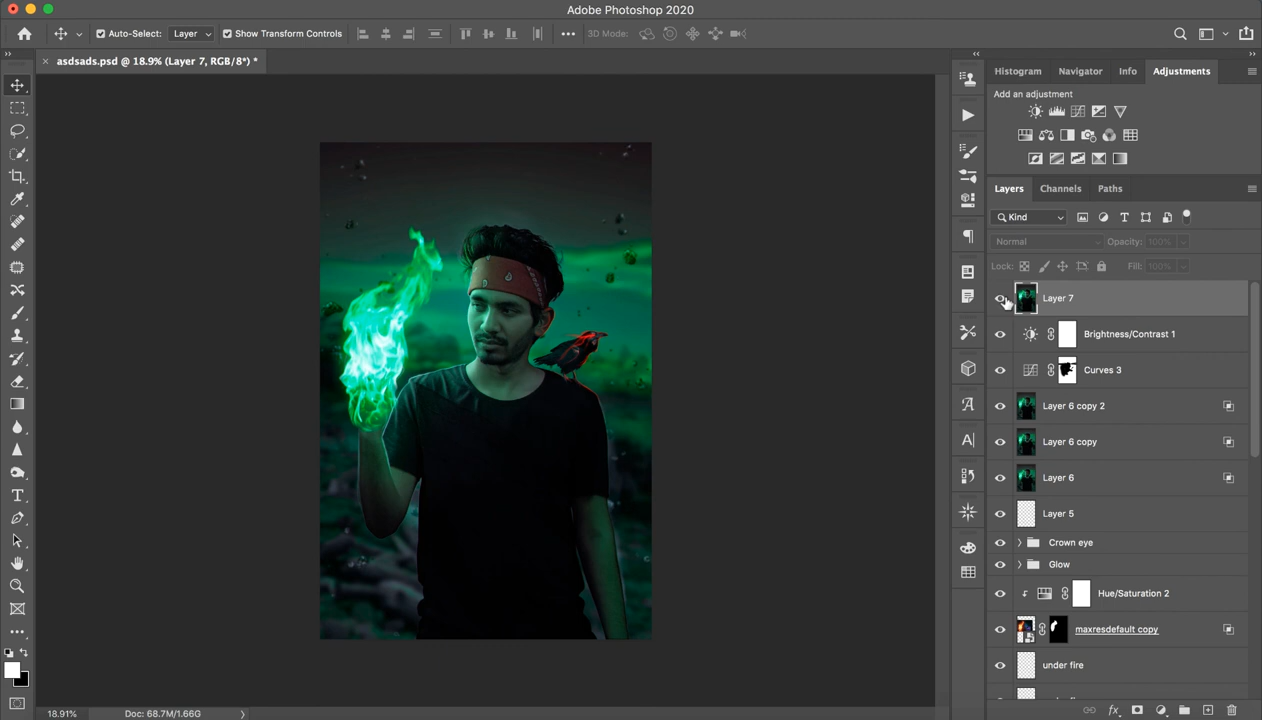 Adobe Photoshop 2020
Auto-Select: Layer Show Transform Controls 3D Mode:
asdsads.psd @ 18.9% (Layer 7, RGB/8*) *
Histogram Navigator Info Adjustments
Add an adjustment
Layers Channels Paths
Kind
Normal Opacity: 100%
Lock: Fill: 100%
Layer 7
Brightness/Contrast 1
Curves 3
Layer 6 copy 2
Layer 6 copy
Layer 6
Layer 5
Crown eye
Glow
Hue/Saturation 2
maxresdefault copy
under fire
18.91% Doc: 68.7M/1.66G